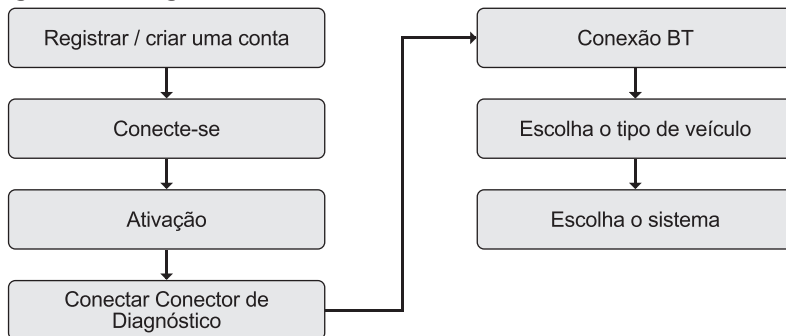 Registrar / criar uma conta
Conecte-se
Ativação
Conectar Conector de
Diagnóstico
Conexão BT
Escolha o tipo de veículo
Escolha o sistema